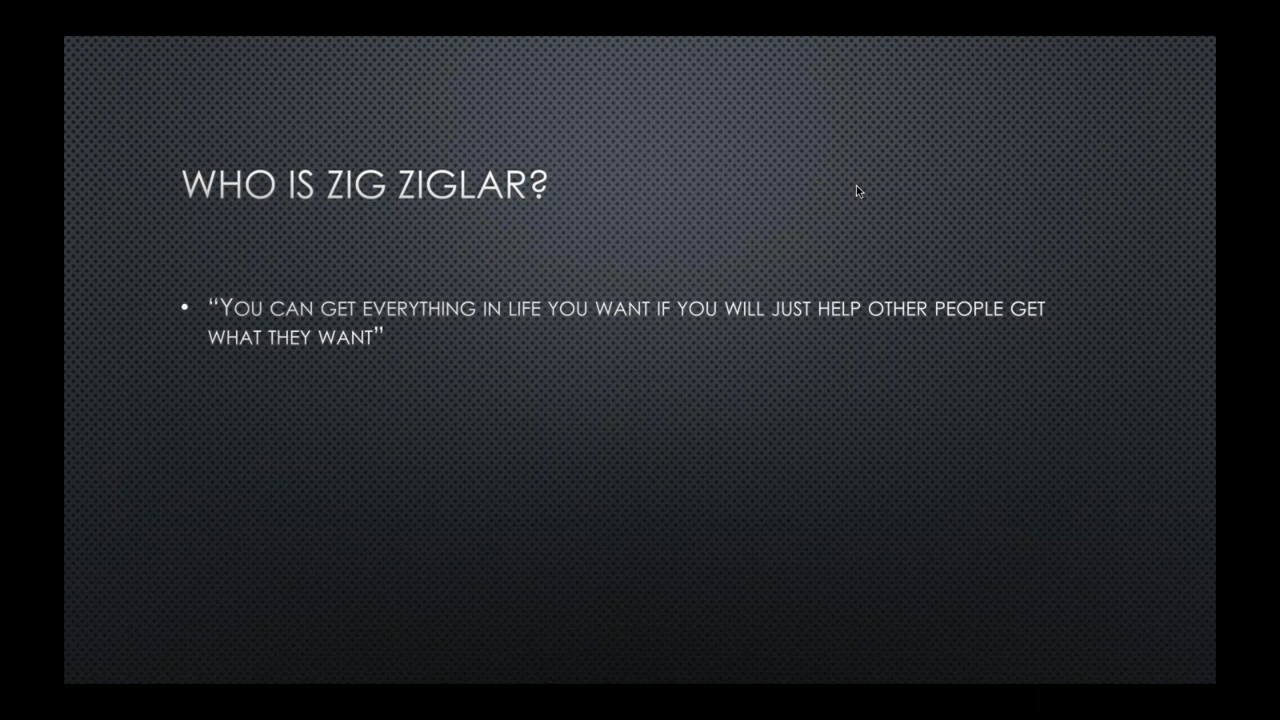 WHO IS ZIG ZIGLAR?
• “YOU CAN GET EVERYTHING IN LIFE YOU WANT IF YOU WILL JUST HELP OTHER PEOPLE GET
WHAT THEY WANT”